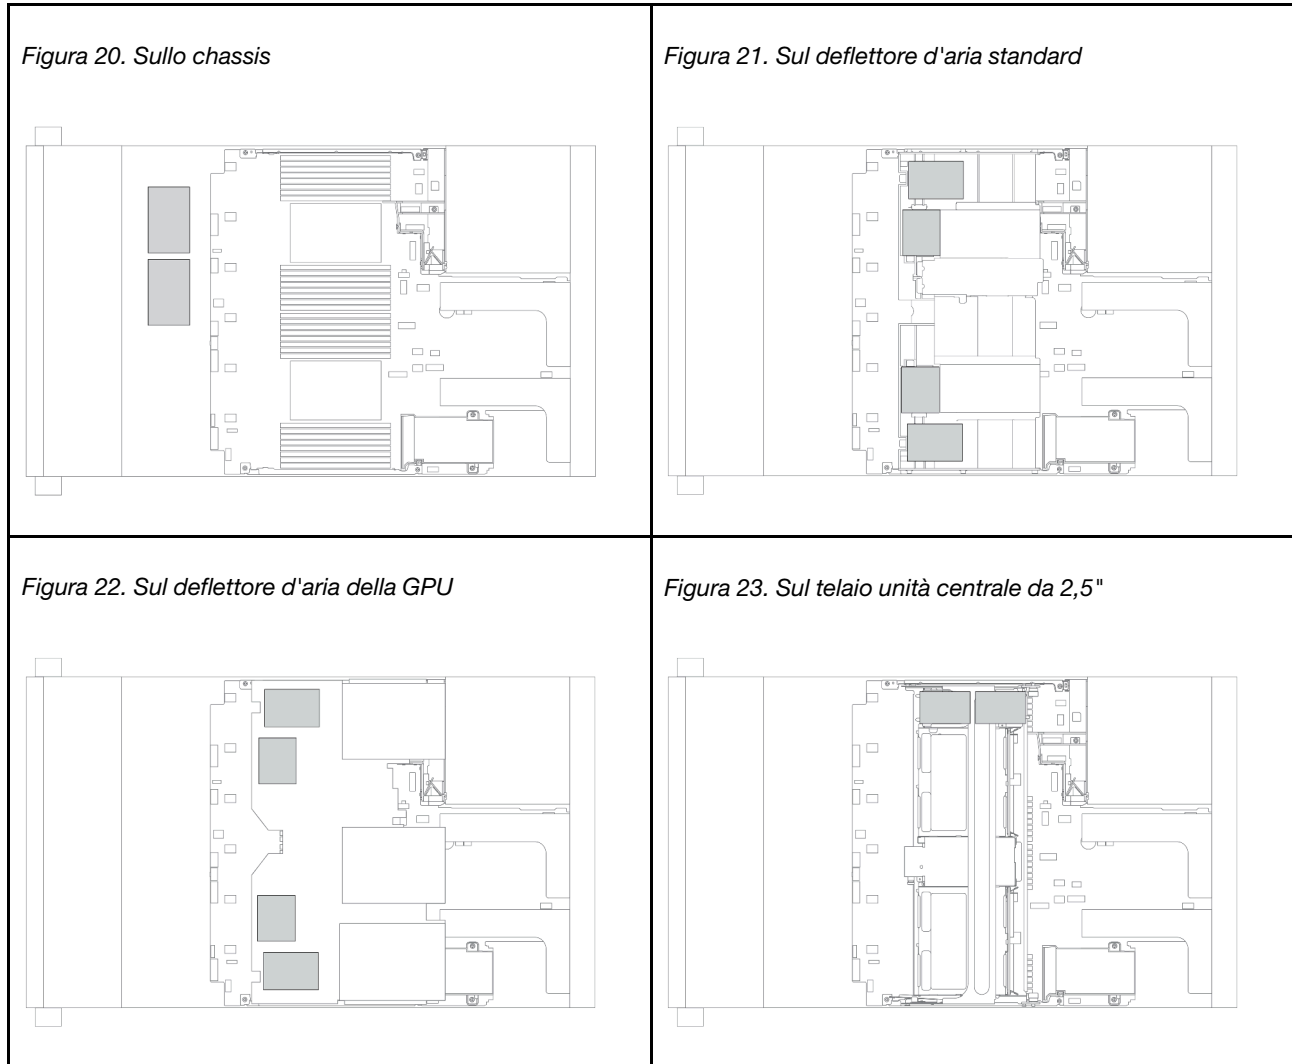 Figura 20. Sullo chassis
Figura 21. Sul deflettore d'aria standard
Figura 22. Sul deflettore d'aria della GPU
Figura 23. Sul telaio unità centrale da 2,5"